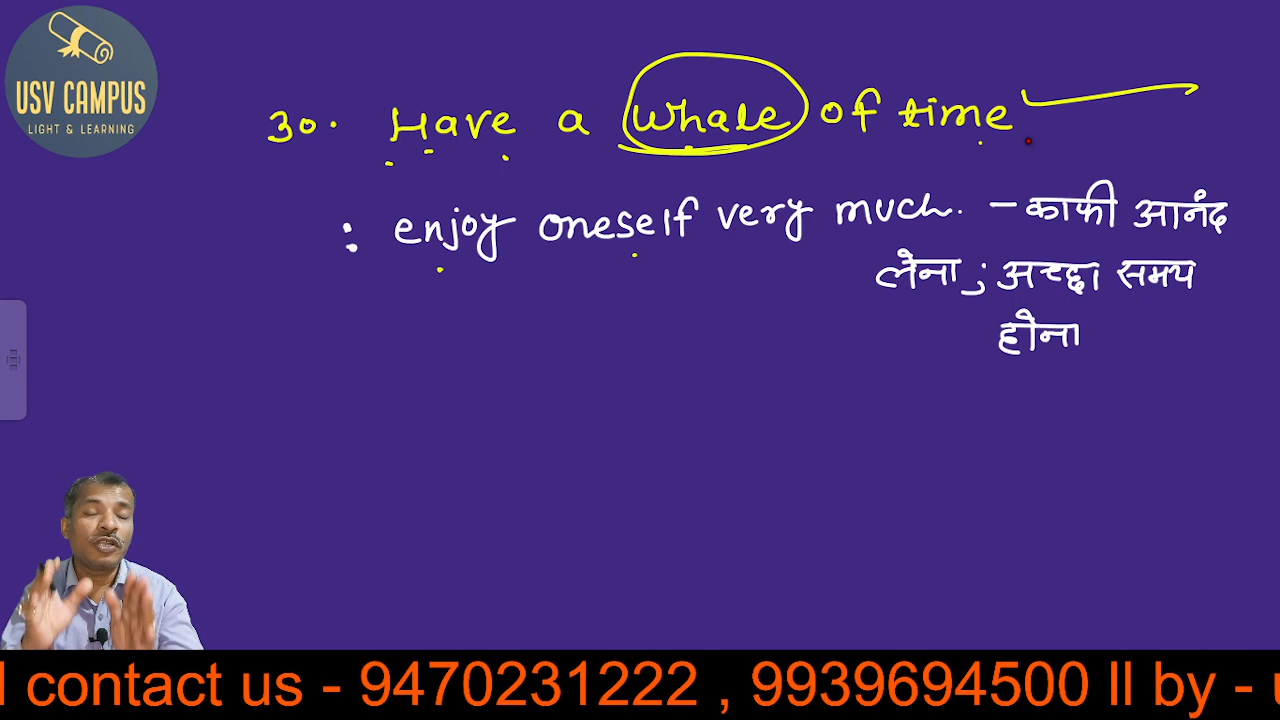 USV CAMPUS
LIGHT & LEARNING
30. Have a whale of time
: enjoy oneself very much. - काफी आनंद
लेना ; अच्छा समय
होना
contact us - 9470231222 , 9939694500 ll by -